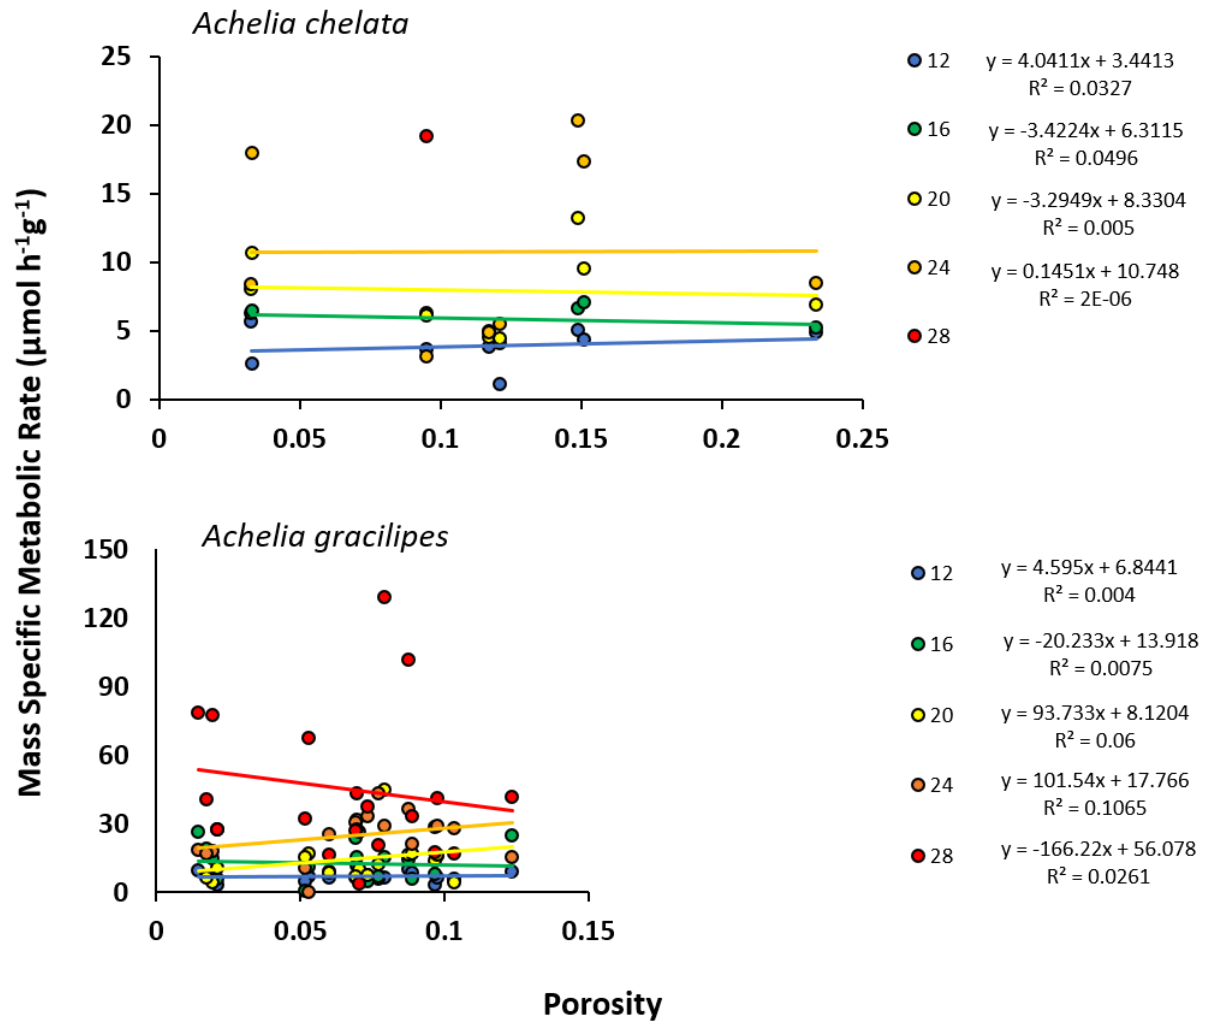 Achelia chelata
Mass Specific Metabolic Rate (µmol h-1g-1)
25
20
15
10
5
0
0 0.05 0.1 0.15 0.2 0.25
12 y = 4.0411x + 3.4413
R² = 0.0327
16 y = -3.4224x + 6.3115
R² = 0.0496
20 y = -3.2949x + 8.3304
R² = 0.005
24 y = 0.1451x + 10.748
R² = 2E-06
28
Achelia gracilipes
150
120
90
60
30
0
0 0.05 0.1 0.15
12 y = 4.595x + 6.8441
R² = 0.004
16 y = -20.233x + 13.918
R² = 0.0075
20 y = 93.733x + 8.1204
R² = 0.06
24 y = 101.54x + 17.766
R² = 0.1065
28 y = -166.22x + 56.078
R² = 0.0261
Porosity